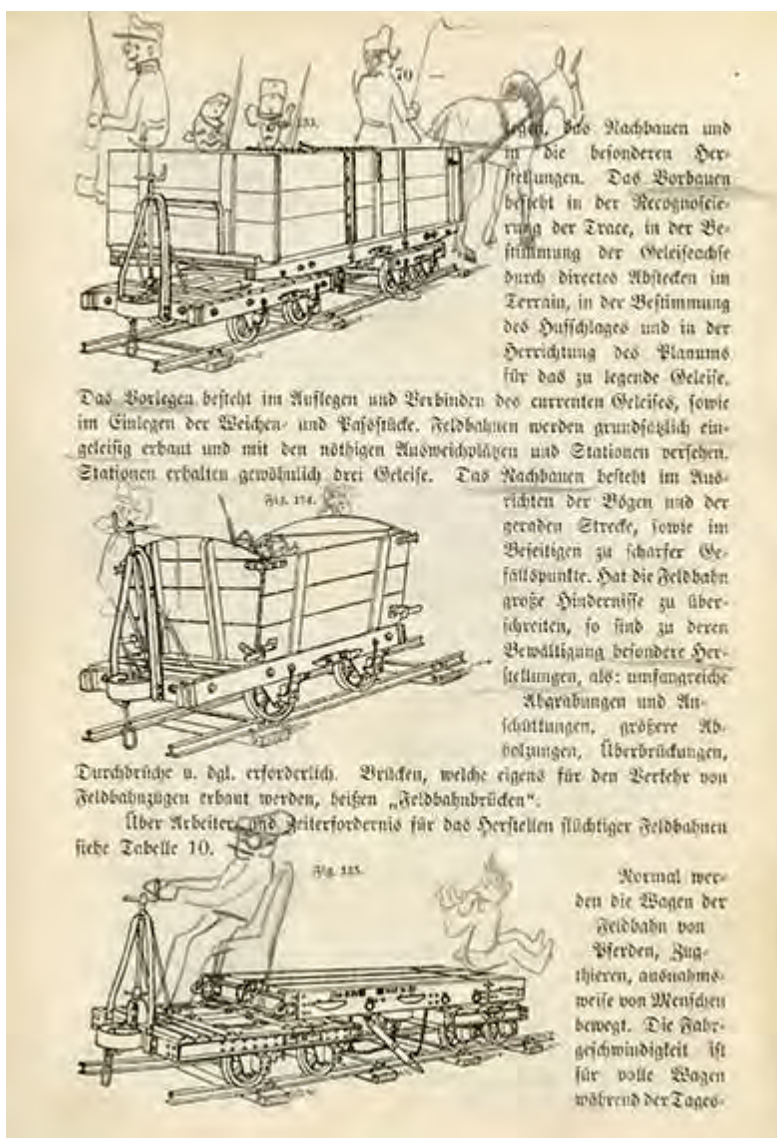 70 —
133.
legen, das Nachbauen und
in die besonderen Her-
stellungen. Das Vorbauen
besteht in der Recognoscie-
rung der Trace, in der Be-
stimmung der Geleiseachse
durch directes Abstecken im
Terrain, in der Bestimmung
des Hufschlages und in der
Herrichtung des Planums
für das zu legende Geleise.
Das Vorlegen besteht im Auflegen und Verbinden des currenten Geleises, sowie
im Einlegen der Weichen- und Passstücke. Feldbahnen werden grundsätzlich ein-
geleisig erbaut und mit den nöthigen Ausweichplätzen und Stationen versehen.
Stationen erhalten gewöhnlich drei Geleise. Das Nachbauen besteht im Aus-
Fig. 134.
richten der Bögen und der
geraden Strecke, sowie im
Beseitigen zu scharfer Ge-
fällspunkte. Hat die Feldbahn
große Hindernisse zu über-
schreiten, so sind zu deren
Bewältigung besondere Her-
stellungen, als: umfangreiche
Abgrabungen und An-
schüttungen, größere Ab-
holzungen, Überbrückungen,
Durchbrüche u. dgl. erforderlich. Brücken, welche eigens für den Verkehr von
Feldbahnzügen erbaut werden, heißen „Feldbahnbrücken“.
Über Arbeiter- und Zeiterfordernis für das Herstellen flüchtiger Feldbahnen
siehe Tabelle 10.
Fig. 135.
Normal wer-
den die Wagen der
Feldbahn von
Pferden, Zug-
thieren, ausnahms-
weise von Menschen
bewegt. Die Fahr-
geschwindigkeit ist
für volle Wagen
während der Tages-